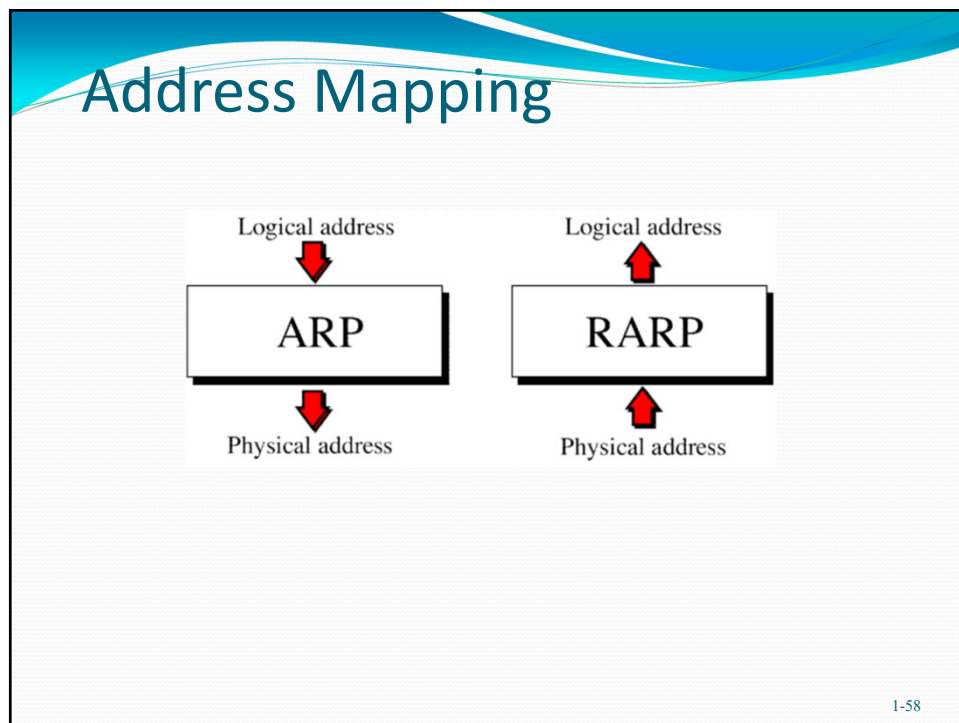 Address Mapping
Logical address
ARP
Physical address
Logical address
RARP
Physical address
1-58